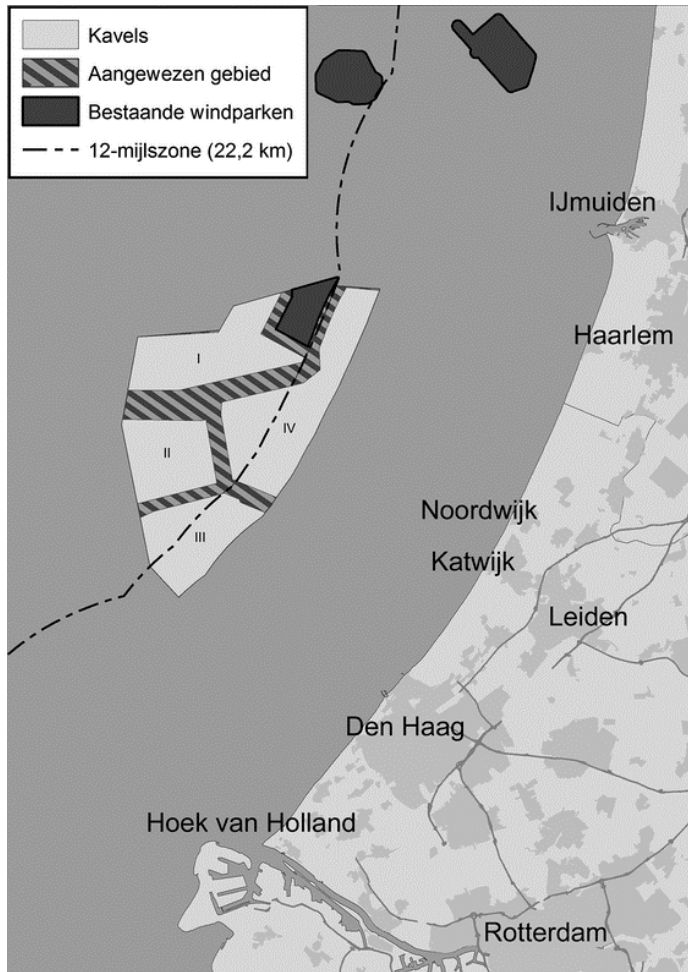 Kavels
Aangewezen gebied
Bestaande windparken
12-mijlszone (22,2 km)
IJmuiden
Haarlem
I
IV
II
Noordwijk
III
Katwijk
Leiden
Den Haag
Hoek van Holland
Rotterdam